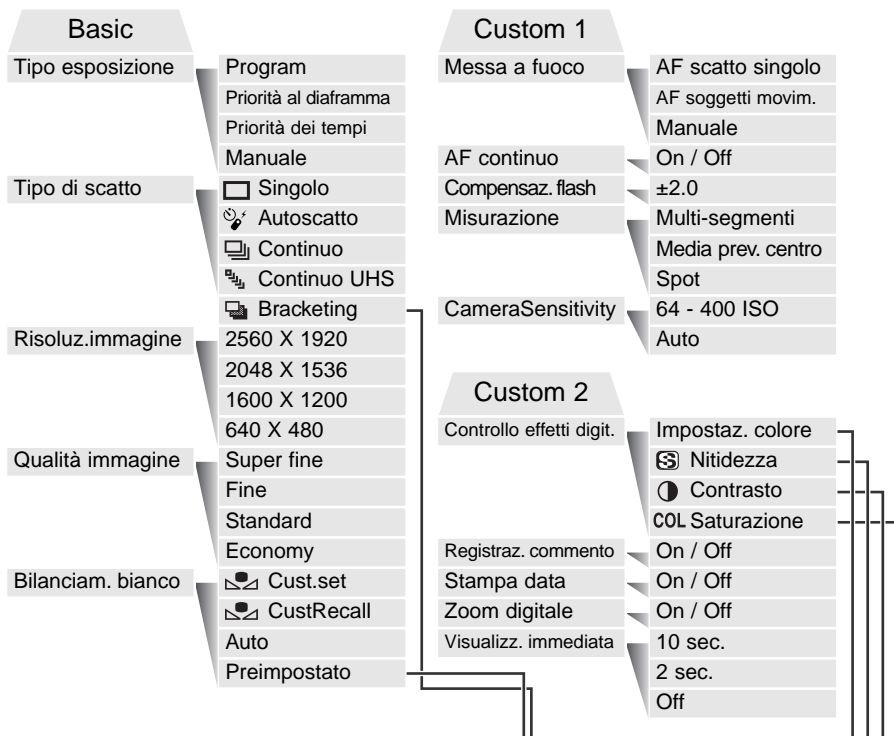 Basic
Tipo esposizione
Program
Priorità al diaframma
Priorità dei tempi
Manuale
Tipo di scatto
Singolo
Autoscatto
Continuo
Continuo UHS
Bracketing
Risoluz.immagine
2560 X 1920
2048 X 1536
1600 X 1200
640 X 480
Qualità immagine
Super fine
Fine
Standard
Economy
Bilanciam. bianco
Cust.set
CustRecall
Auto
Preimpostato
Custom 1
Messa a fuoco
AF scatto singolo
AF soggetti movim.
Manuale
AF continuo
On / Off
Compensaz. flash
±2.0
Misurazione
Multi-segmenti
Media prev. centro
Spot
CameraSensitivity
64 - 400 ISO
Auto
Custom 2
Controllo effetti digit.
Impostaz. colore
S Nitidezza
Contrasto
COL Saturazione
Registraz. commento
On / Off
Stampa data
On / Off
Zoom digitale
On / Off
Visualizz. immediata
10 sec.
2 sec.
Off